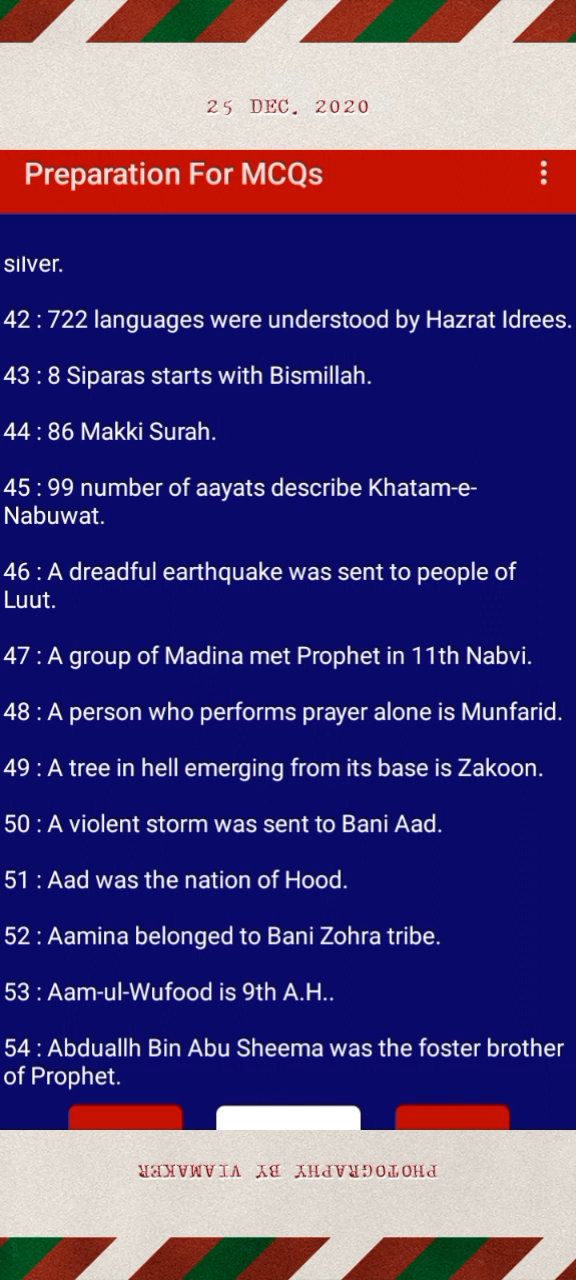 25 DEC. 2020
Preparation For MCQs
silver.
42 : 722 languages were understood by Hazrat Idrees.
43 : 8 Siparas starts with Bismillah.
44 : 86 Makki Surah.
45 : 99 number of aayats describe Khatam-e-
Nabuwat.
46 : A dreadful earthquake was sent to people of
Luut.
47 : A group of Madina met Prophet in 11th Nabvi.
48 : A person who performs prayer alone is Munfarid.
49 : A tree in hell emerging from its base is Zakoon.
50 : A violent storm was sent to Bani Aad.
51 : Aad was the nation of Hood.
52 : Aamina belonged to Bani Zohra tribe.
53 : Aam-ul-Wufood is 9th A.H..
54 : Abduallh Bin Abu Sheema was the foster brother
of Prophet.
PHOTOGRAPHY BY VIAMAKER